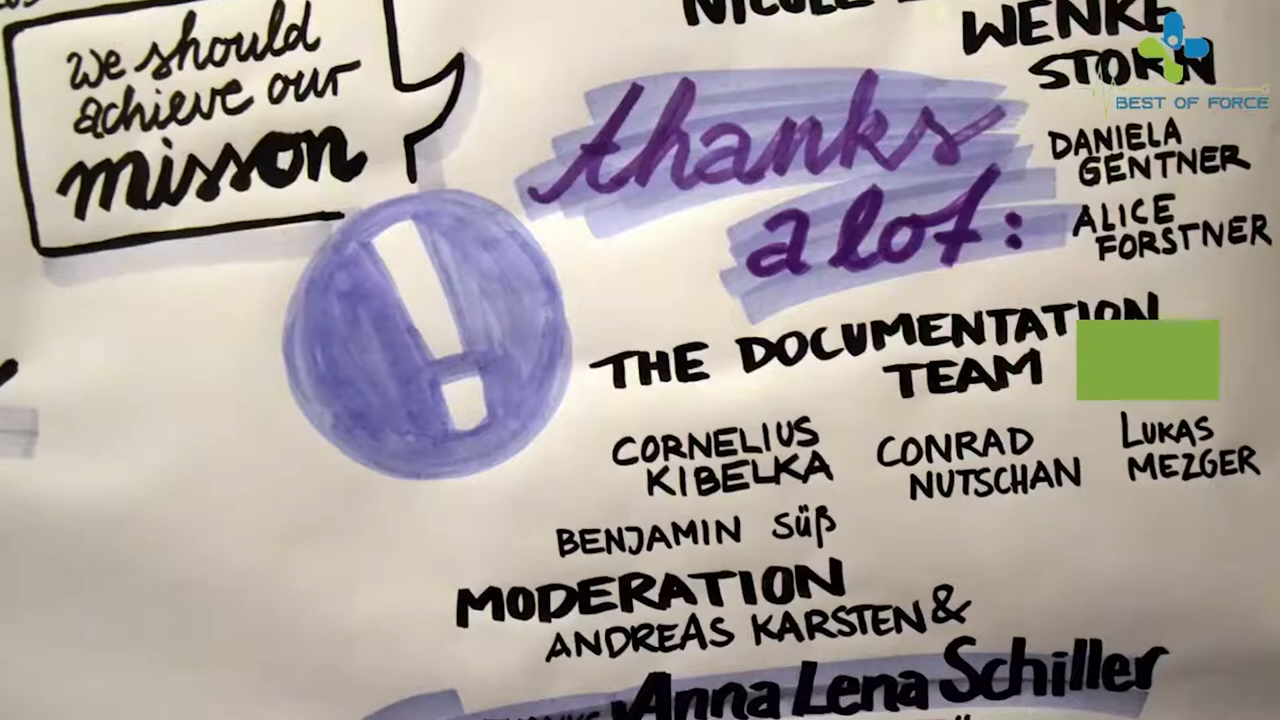 we should
achieve our
misson
NICOLE
WENKE
STORN
BEST OF FORCE
thanks
a lot:
DANIELA
GENTNER
ALICE
FORSTNER
THE DOCUMENTATION
TEAM
CORNELIUS
KIBELKA
CONRAD
NUTSCHAN
LUKAS
MEZGER
BENJAMIN SÜß
MODERATION
ANDREAS KARSTEN &
Anna Lena Schiller